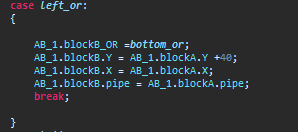 case left_or:
{
AB_1.blockB_OR =bottom_or;
AB_1.blockB.Y = AB_1.blockA.Y +40;
AB_1.blockB.X = AB_1.blockA.X;
AB_1.blockB.pipe = AB_1.blockA.pipe;
break;
}